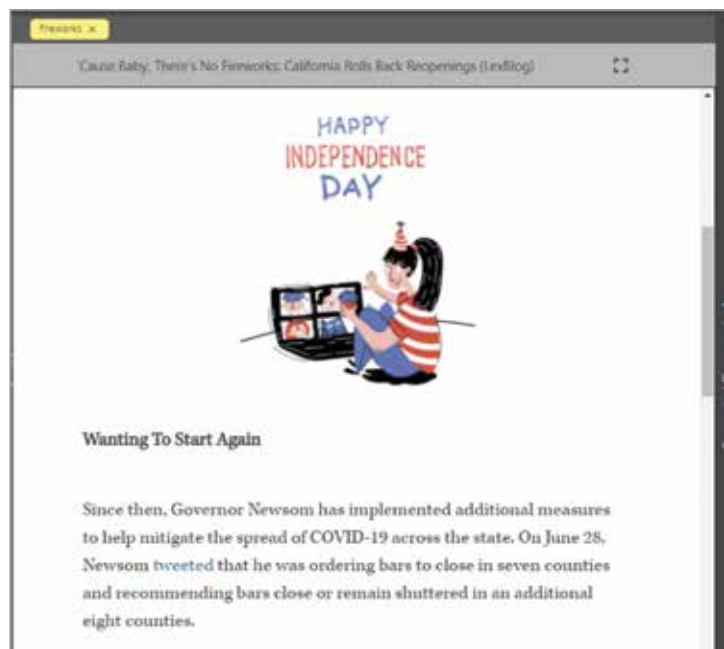 fireworks ×
'Cause Baby, There's No Fireworks: California Rolls Back Reopenings (LexBlog)
HAPPY
INDEPENDENCE
DAY
Wanting To Start Again
Since then, Governor Newsom has implemented additional measures
to help mitigate the spread of COVID-19 across the state. On June 28,
Newsom tweeted that he was ordering bars to close in seven counties
and recommending bars close or remain shuttered in an additional
eight counties.